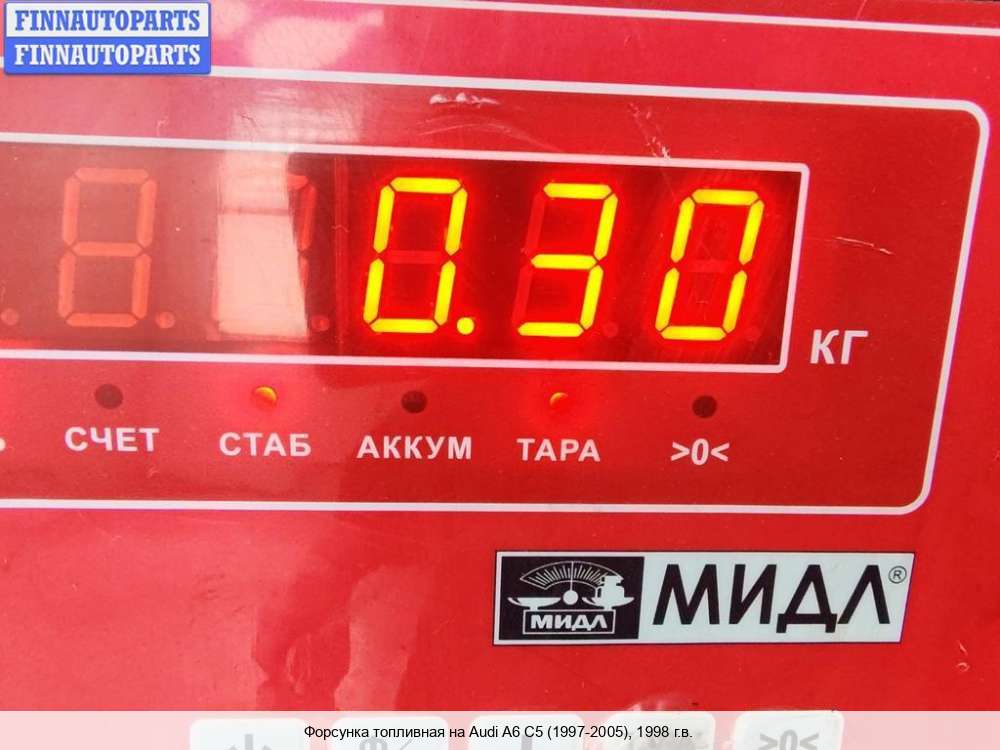 FINNAUTOPARTS
FINNAUTOPARTS
0.30
КГ
СЧЕТ СТАБ АККУМ ТАРА >0<
МИДЛ МИДЛ®
>0<
Форсунка топливная на Audi A6 C5 (1997-2005), 1998 г.в.